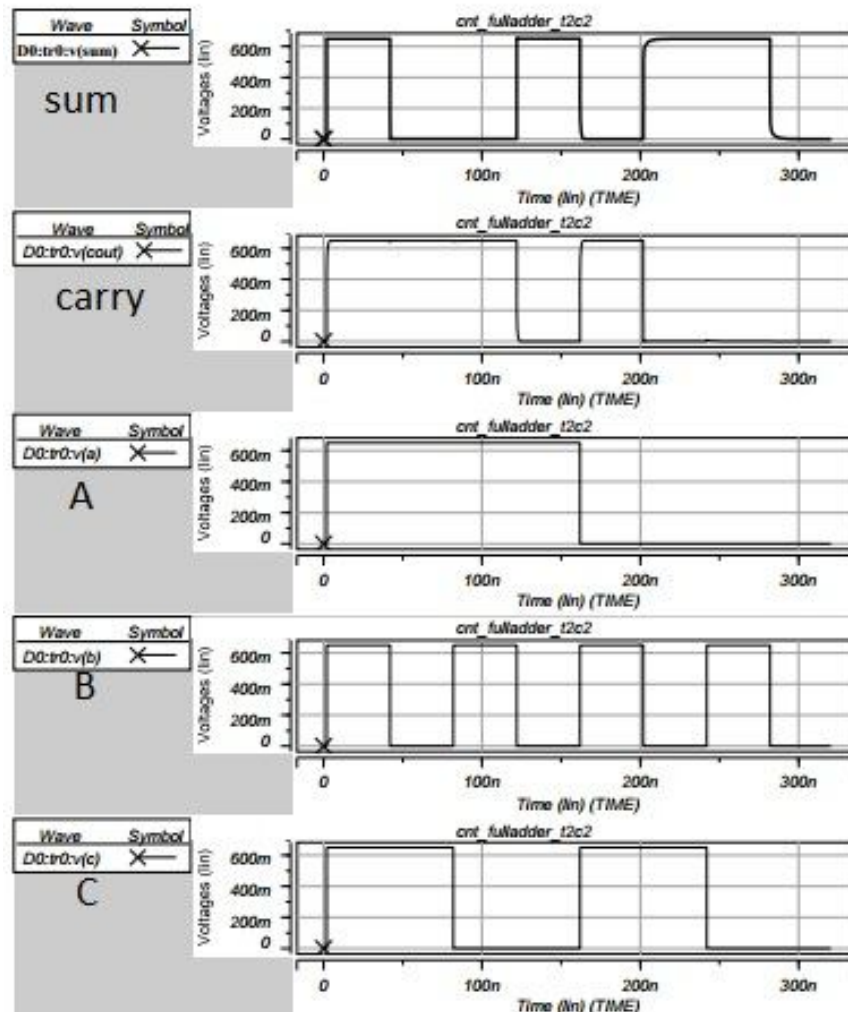 cnt_fulladder_t2c2
Wave Symbol
D0:tr0:v(sum)
sum
Voltages (lin)
600m
400m
200m
0
0 100n 200n 300n
Time (lin) (TIME)
cnt_fulladder_t2c2
Wave Symbol
D0:tr0:v(cout)
carry
Voltages (lin)
600m
400m
200m
0
0 100n 200n 300n
Time (lin) (TIME)
cnt_fulladder_t2c2
Wave Symbol
D0:tr0:v(a)
A
Voltages (lin)
600m
400m
200m
0
0 100n 200n 300n
Time (lin) (TIME)
cnt_fulladder_t2c2
Wave Symbol
D0:tr0:v(b)
B
Voltages (lin)
600m
400m
200m
0
0 100n 200n 300n
Time (lin) (TIME)
cnt_fulladder_t2c2
Wave Symbol
D0:tr0:v(c)
C
Voltages (lin)
600m
400m
200m
0
0 100n 200n 300n
Time (lin) (TIME)